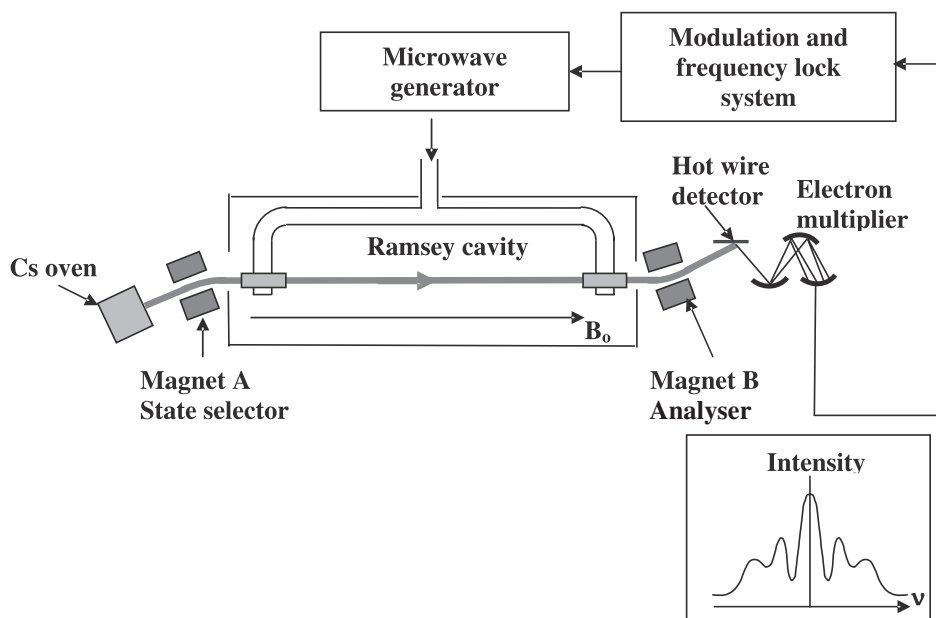 Microwave
generator
Modulation and
frequency lock
system
Hot wire
detector
Electron
multiplier
Ramsey cavity
Cs oven
B₀
Magnet A
State selector
Magnet B
Analyser
Intensity
ν